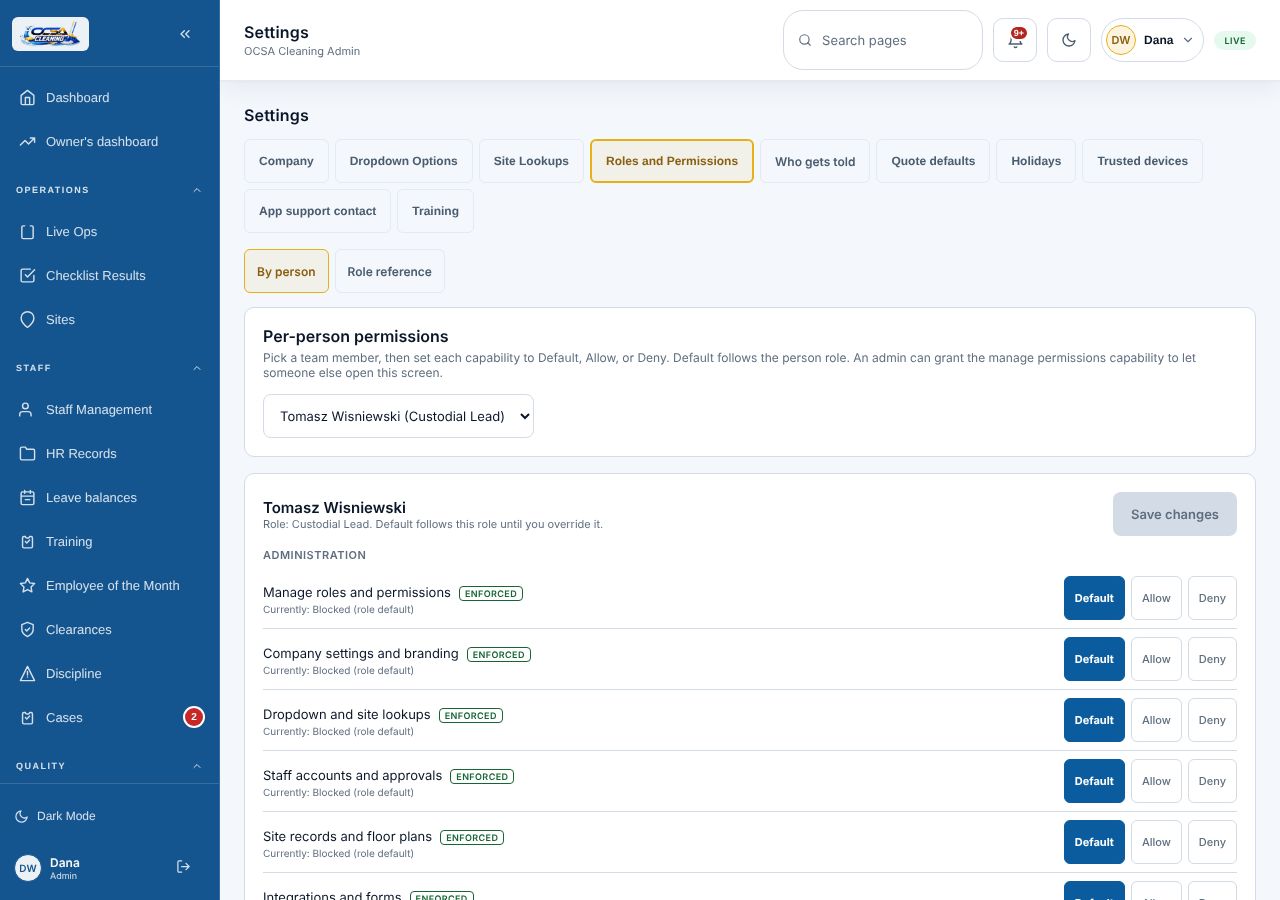 OCSA
CLEANING
Settings
OCSA Cleaning Admin
Search pages
9+
DW
Dana
LIVE
Dashboard
Owner's dashboard
OPERATIONS
Live Ops
Checklist Results
Sites
STAFF
Staff Management
HR Records
Leave balances
Training
Employee of the Month
Clearances
Discipline
Cases
2
QUALITY
Dark Mode
DW
Dana
Admin
Settings
Company
Dropdown Options
Site Lookups
Roles and Permissions
Who gets told
Quote defaults
Holidays
Trusted devices
App support contact
Training
By person
Role reference
Per-person permissions
Pick a team member, then set each capability to Default, Allow, or Deny. Default follows the person role. An admin can grant the manage permissions capability to let
someone else open this screen.
Tomasz Wisniewski (Custodial Lead)
Tomasz Wisniewski
Role: Custodial Lead. Default follows this role until you override it.
Save changes
ADMINISTRATION
Manage roles and permissions ENFORCED
Currently: Blocked (role default)
Default Allow Deny
Company settings and branding ENFORCED
Currently: Blocked (role default)
Default Allow Deny
Dropdown and site lookups ENFORCED
Currently: Blocked (role default)
Default Allow Deny
Staff accounts and approvals ENFORCED
Currently: Blocked (role default)
Default Allow Deny
Site records and floor plans ENFORCED
Currently: Blocked (role default)
Default Allow Deny
Integrations and forms ENFORCED
Default Allow Deny